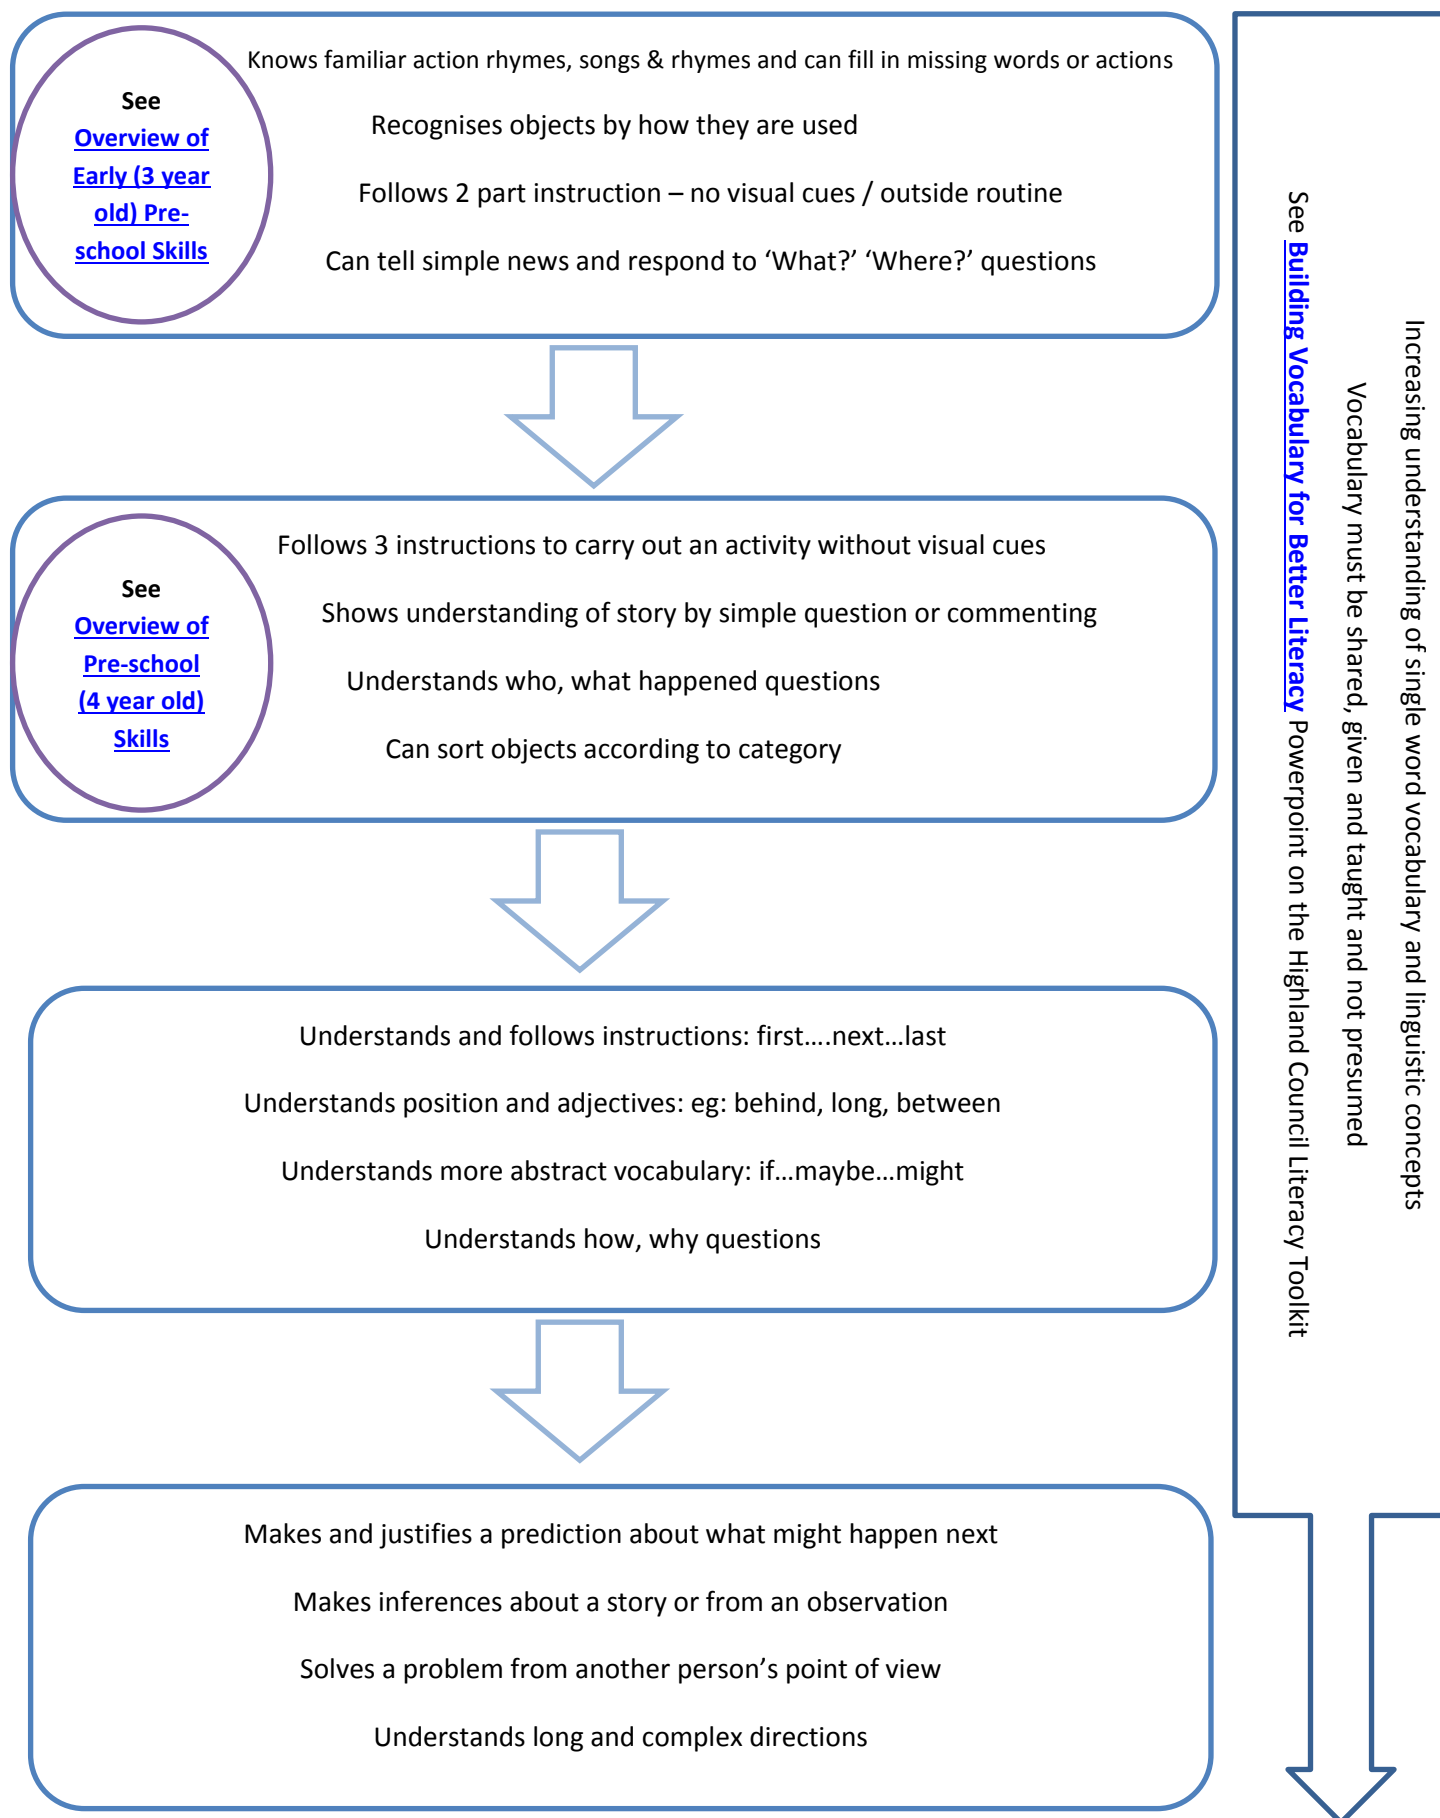 Knows familiar action rhymes, songs & rhymes and can fill in missing words or actions
See
Overview of
Early (3 year
old) Pre-
school Skills
Recognises objects by how they are used
Follows 2 part instruction – no visual cues / outside routine
Can tell simple news and respond to ‘What?’ ‘Where?’ questions
Follows 3 instructions to carry out an activity without visual cues
See
Overview of
Pre-school
(4 year old)
Skills
Shows understanding of story by simple question or commenting
Understands who, what happened questions
Can sort objects according to category
Understands and follows instructions: first….next…last
Understands position and adjectives: eg: behind, long, between
Understands more abstract vocabulary: if…maybe…might
Understands how, why questions
Makes and justifies a prediction about what might happen next
Makes inferences about a story or from an observation
Solves a problem from another person’s point of view
Understands long and complex directions
Increasing understanding of single word vocabulary and linguistic concepts
Vocabulary must be shared, given and taught and not presumed
See Building Vocabulary for Better Literacy Powerpoint on the Highland Council Literacy Toolkit